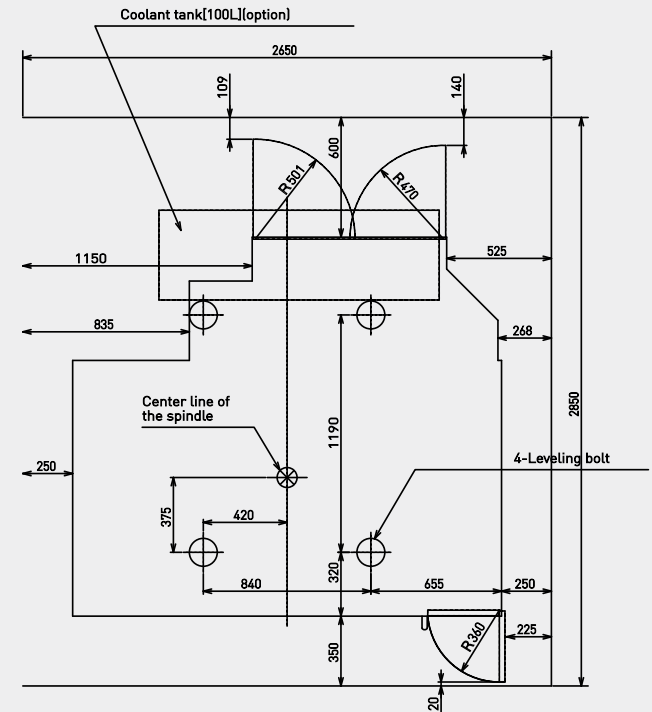 Coolant tank[100L](option)
2650
109
140
600
R501
R470
1150
525
835
268
2850
Center line of
the spindle
1190
4-Leveling bolt
250
375
420
320
840
655
250
225
R360
350
20